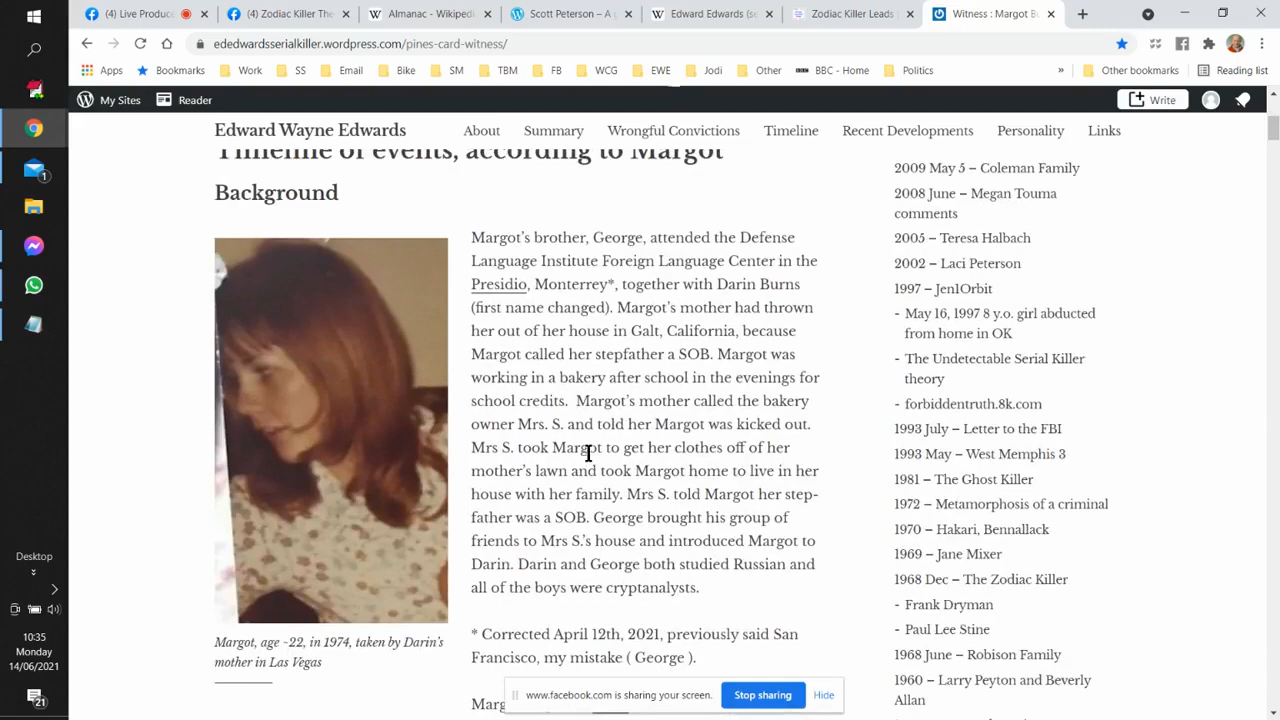 (4) Live Produce
(4) Zodiac Killer The
Almanac - Wikiped
Scott Peterson – A
Edward Edwards (se
Zodiac Killer Leads
Witness : Margot B
ededwardsserialkiller.wordpress.com/pines-card-witness/
Apps
Bookmarks
Work
SS
Email
Bike
SM
TBM
FB
WCG
EWE
Jodi
Other
BBC - Home
Politics
»
Other bookmarks
Reading list
My Sites
Reader
Write
Edward Wayne Edwards
About
Summary
Wrongful Convictions
Timeline
Recent Developments
Personality
Links
Timeline of events, according to Margot
Background
Margot's brother, George, attended the Defense
Language Institute Foreign Language Center in the
Presidio, Monterrey*, together with Darin Burns
(first name changed). Margot's mother had thrown
her out of her house in Galt, California, because
Margot called her stepfather a SOB. Margot was
working in a bakery after school in the evenings for
school credits. Margot's mother called the bakery
owner Mrs. S. and told her Margot was kicked out.
Mrs S. took Margot to get her clothes off of her
mother's lawn and took Margot home to live in her
house with her family. Mrs S. told Margot her step-
father was a SOB. George brought his group of
friends to Mrs S.'s house and introduced Margot to
Darin. Darin and George both studied Russian and
all of the boys were cryptanalysts.
* Corrected April 12th, 2021, previously said San
Francisco, my mistake ( George ).
Marg
Margot, age ~22, in 1974, taken by Darin's
mother in Las Vegas
2009 May 5 – Coleman Family
2008 June – Megan Touma
comments
2005 – Teresa Halbach
2002 – Laci Peterson
1997 – Jen1Orbit
- May 16, 1997 8 y.o. girl abducted
from home in OK
- The Undetectable Serial Killer
theory
- forbiddentruth.8k.com
1993 July – Letter to the FBI
1993 May – West Memphis 3
1981 – The Ghost Killer
1972 – Metamorphosis of a criminal
1970 – Hakari, Bennallack
1969 – Jane Mixer
1968 Dec – The Zodiac Killer
- Frank Dryman
- Paul Lee Stine
1968 June – Robison Family
1960 – Larry Peyton and Beverly
Allan
www.facebook.com is sharing your screen.
Stop sharing
Hide
1
Desktop
10:35
Monday
14/06/2021
21